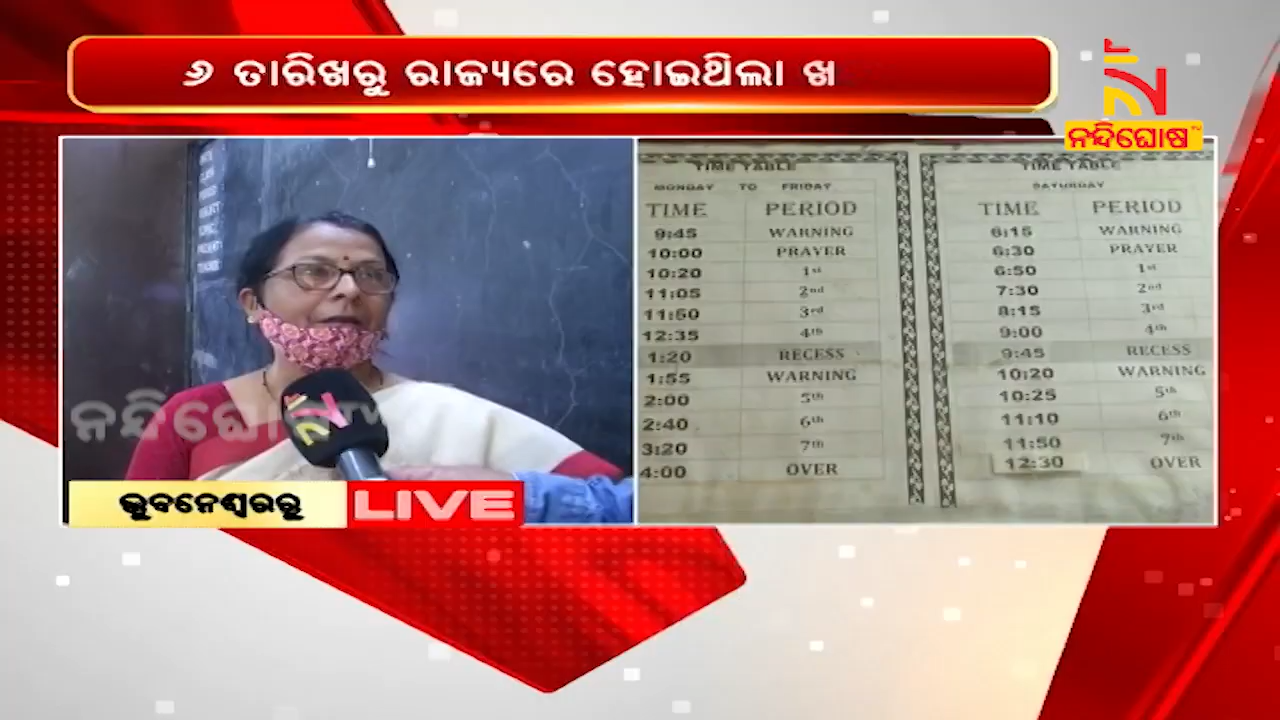 ୬ ତାରିଖରୁ ରାଜ୍ୟରେ ହୋଇଥିଲା ଖ
ନନ୍ଦିଘୋଷ TV
ନନ୍ଦିଘୋଷ TV
ଭୁବନେଶ୍ୱରରୁ LIVE
TIME TABLE
MONDAY TO FRIDAY
TIME PERIOD
9:45 WARNING
10:00 PRAYER
10:20 1st
11:05 2nd
11:50 3rd
12:35 4th
1:20 RECESS
1:55 WARNING
2:00 5th
2:40 6th
3:20 7th
4:00 OVER
TIME TABLE
SATURDAY
TIME PERIOD
6:15 WARNING
6:30 PRAYER
6:50 1st
7:30 2nd
8:15 3rd
9:00 4th
9:45 RECESS
10:20 WARNING
10:25 5th
11:10 6th
11:50 7th
12:30 OVER